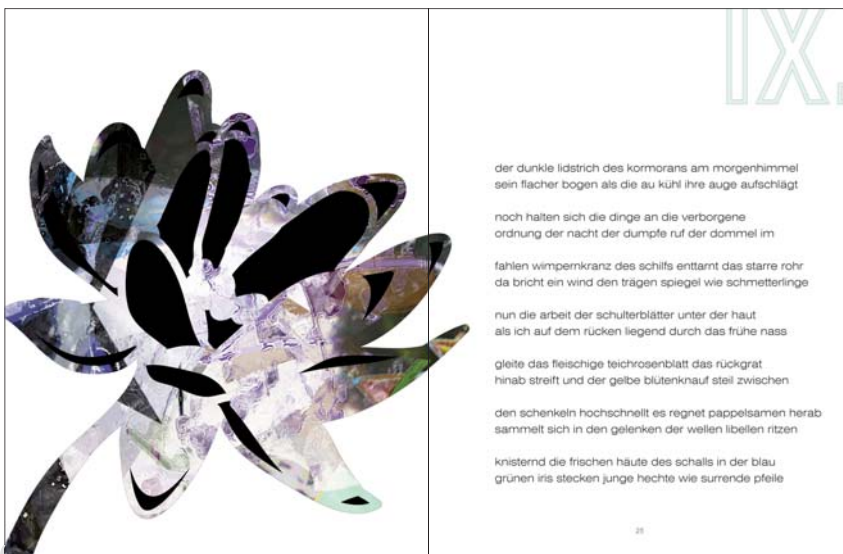 IX.
der dunkle lidstrich des kormorans am morgenhimmel
sein flacher bogen als die au kühl ihre auge aufschlägt
noch halten sich die dinge an die verborgene
ordnung der nacht der dumpfe ruf der dommel im
fahlen wimpernkranz des schilfs enttarnt das starre rohr
da bricht ein wind den trägen spiegel wie schmetterlinge
nun die arbeit der schulterblätter unter der haut
als ich auf dem rücken liegend durch das frühe nass
gleite das fleischige teichrosenblatt das rückgrat
hinab streift und der gelbe blütenknauf steil zwischen
den schenkeln hochschnellt es regnet pappelsamen herab
sammelt sich in den gelenken der wellen libellen ritzen
knisternd die frischen häute des schalls in der blau
grünen iris stecken junge hechte wie surrende pfeile
25